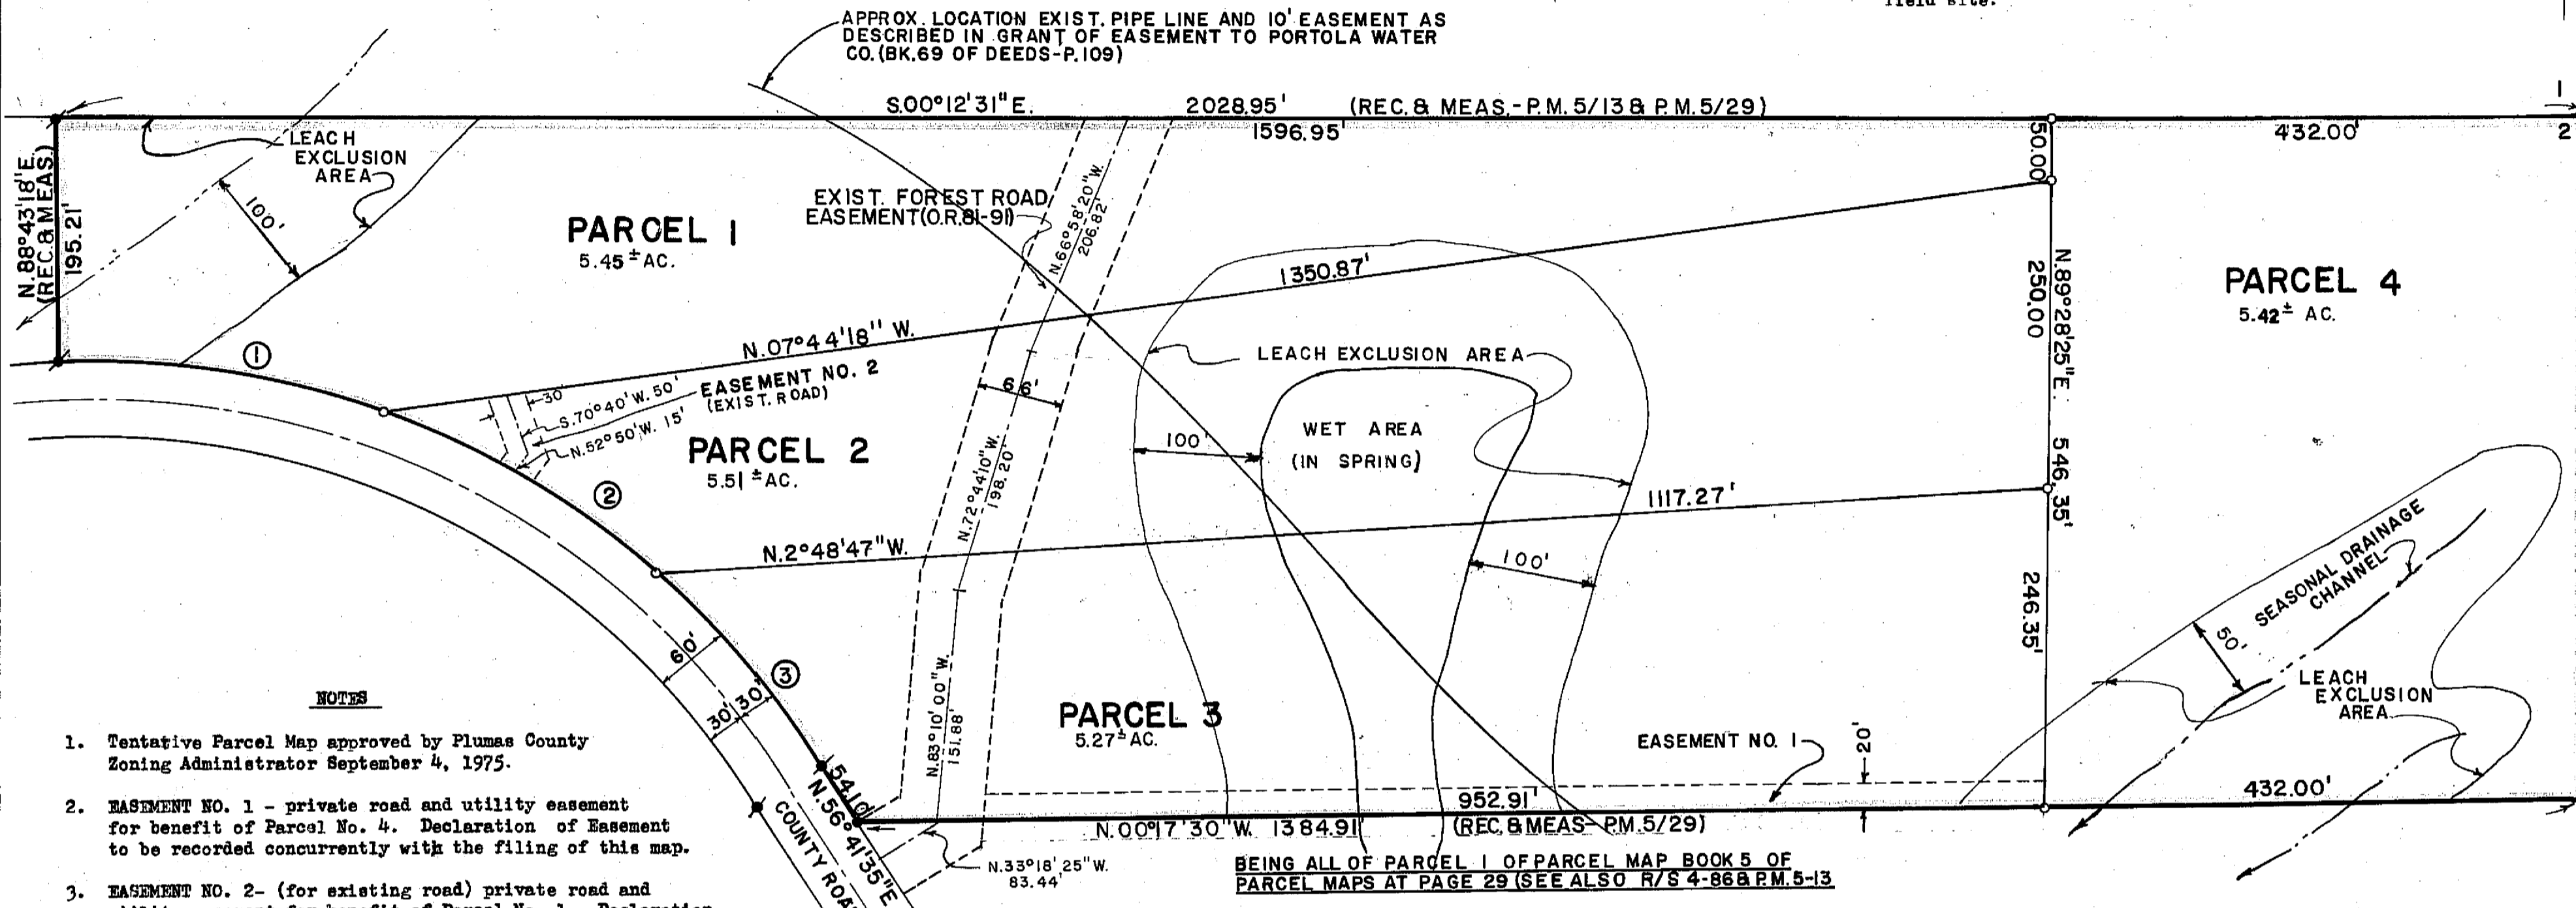 field site.
APPROX. LOCATION EXIST. PIPE LINE AND 10' EASEMENT AS
DESCRIBED IN GRANT OF EASEMENT TO PORTOLA WATER
CO. (BK. 69 OF DEEDS-P. 109)
S.00°12'31"E. 2028.95' (REC. & MEAS.-P.M. 5/13 & P.M. 5/29)
1596.95'
432.00'
1
2
N.88°43'18"E.
(REC.& MEAS.)
195.21'
LEACH
EXCLUSION
AREA
100'
PARCEL 1
5.45± AC.
EXIST. FOREST ROAD
EASEMENT (O.R. 81-91)
N.66°58'20"W.
206.82'
50.00'
1350.87'
N.07°44'18" W.
N.89°28'25"E. 546.35'
250.00
PARCEL 4
5.42± AC.
①
30'
S.70°40'W. 50'
N.52°50'W. 15'
EASEMENT NO. 2
(EXIST. ROAD)
66'
LEACH EXCLUSION AREA
PARCEL 2
5.51 ± AC.
N.72°44'10"W.
198.20'
100'
WET AREA
(IN SPRING)
②
1117.27'
N.2°48'47"W.
100'
SEASONAL DRAINAGE
CHANNEL
50'
246.35'
60'
③
30' 30'
LEACH
EXCLUSION
AREA
N.83°10'00"W.
151.88'
PARCEL 3
5.27± AC.
EASEMENT NO. 1
20'
54.10'
N.56°41'35"E
COUNTY ROA
952.91'
432.00'
N.00°17'30"W. 1384.91' (REC. & MEAS-P.M. 5/29)
N.33°18'25"W.
83.44'
BEING ALL OF PARCEL 1 OF PARCEL MAP BOOK 5 OF
PARCEL MAPS AT PAGE 29 (SEE ALSO R/S 4-86 & P.M. 5-13
NOTES
1. Tentative Parcel Map approved by Plumas County
Zoning Administrator September 4, 1975.
2. EASEMENT NO. 1 - private road and utility easement
for benefit of Parcel No. 4. Declaration of Easement
to be recorded concurrently with the filing of this map.
3. EASEMENT NO. 2- (for existing road) private road and